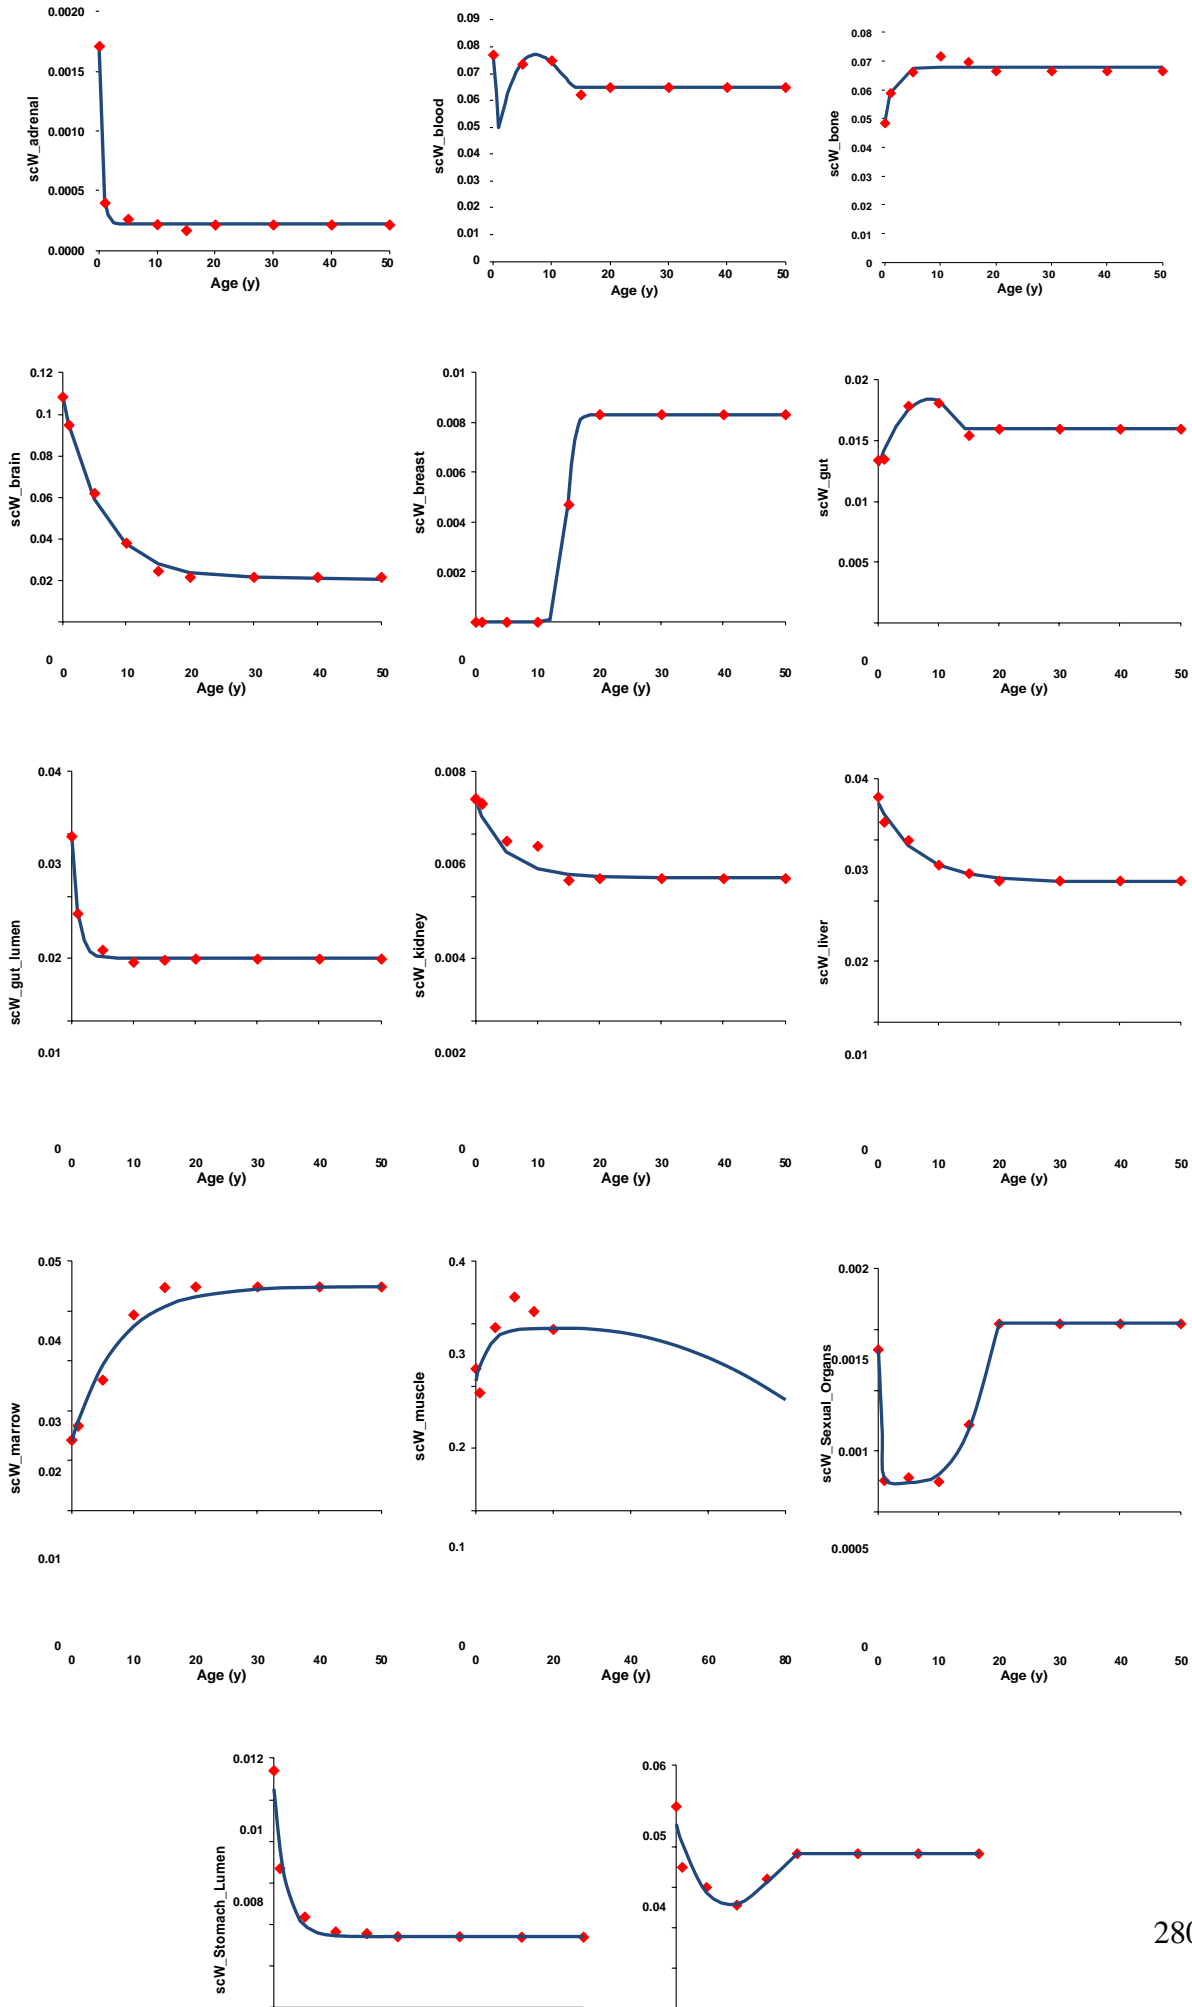 0.0020
0.0015
0.0010
0.0005
0.0000
scW_adrenal
0 10 20 30 40 50
Age (y)
0.09
0.08
0.07
0.06
0.05
0.04
0.03
0.02
0.01
0
scW_blood
0 10 20 30 40 50
Age (y)
0.08
0.07
0.06
0.05
0.04
0.03
0.02
0.01
0
scW_bone
0 10 20 30 40 50
Age (y)
0.12
0.1
0.08
0.06
0.04
0.02
0
scW_brain
0 10 20 30 40 50
Age (y)
0.01
0.008
0.006
0.004
0.002
0
scW_breast
0 10 20 30 40 50
Age (y)
0.02
0.015
0.01
0.005
0
scW_gut
0 10 20 30 40 50
Age (y)
0.04
0.03
0.02
0.01
0
scW_gut_lumen
0 10 20 30 40 50
Age (y)
0.008
0.006
0.004
0.002
0
scW_kidney
0 10 20 30 40 50
Age (y)
0.04
0.03
0.02
0.01
0
scW_liver
0 10 20 30 40 50
Age (y)
0.05
0.04
0.03
0.02
0.01
0
scW_marrow
0 10 20 30 40 50
Age (y)
0.4
0.3
0.2
0.1
0
scW_muscle
0 20 40 60 80
Age (y)
0.002
0.0015
0.001
0.0005
0
scW_Sexual_Organs
0 10 20 30 40 50
Age (y)
0.012
0.01
0.008
scW_Stomach_Lumen
0.06
0.05
0.04
280